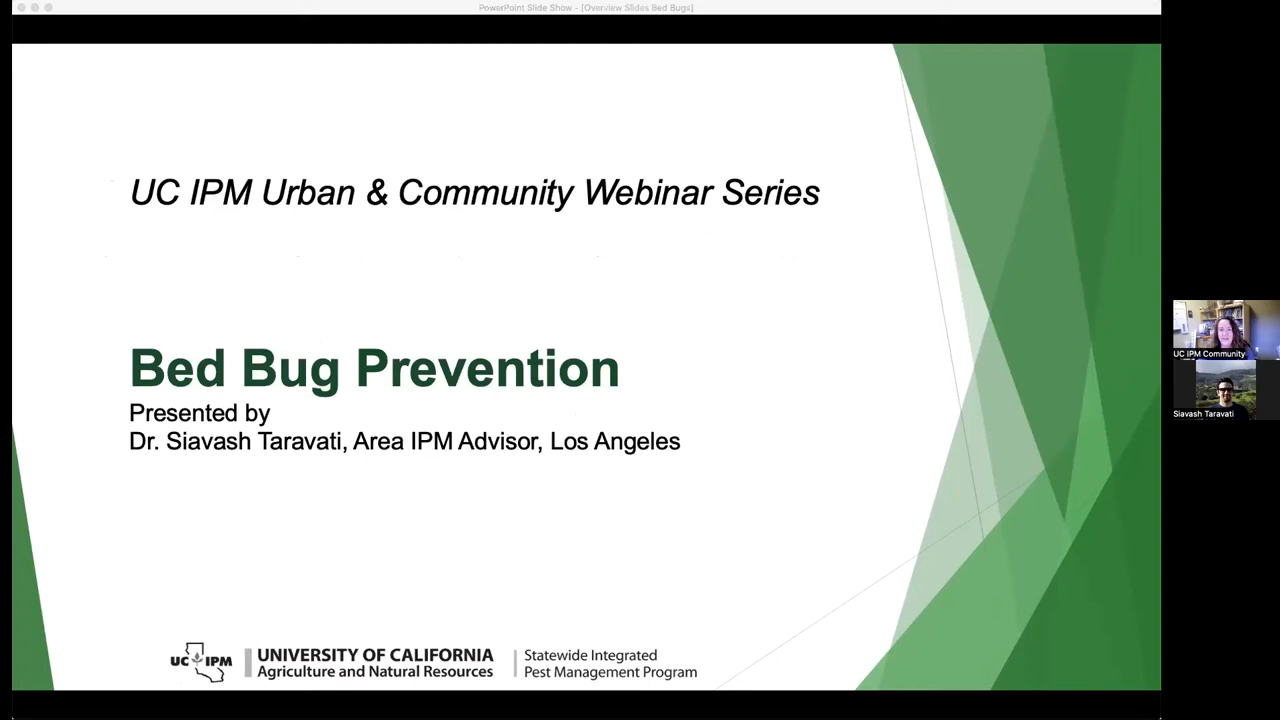 PowerPoint Slide Show - [Overview Slides Bed Bugs]
UC IPM Urban & Community Webinar Series
Bed Bug Prevention
Presented by
Dr. Siavash Taravati, Area IPM Advisor, Los Angeles
UC IPM
UNIVERSITY OF CALIFORNIA
Agriculture and Natural Resources
Statewide Integrated
Pest Management Program
UC IPM Community
Siavash Taravati